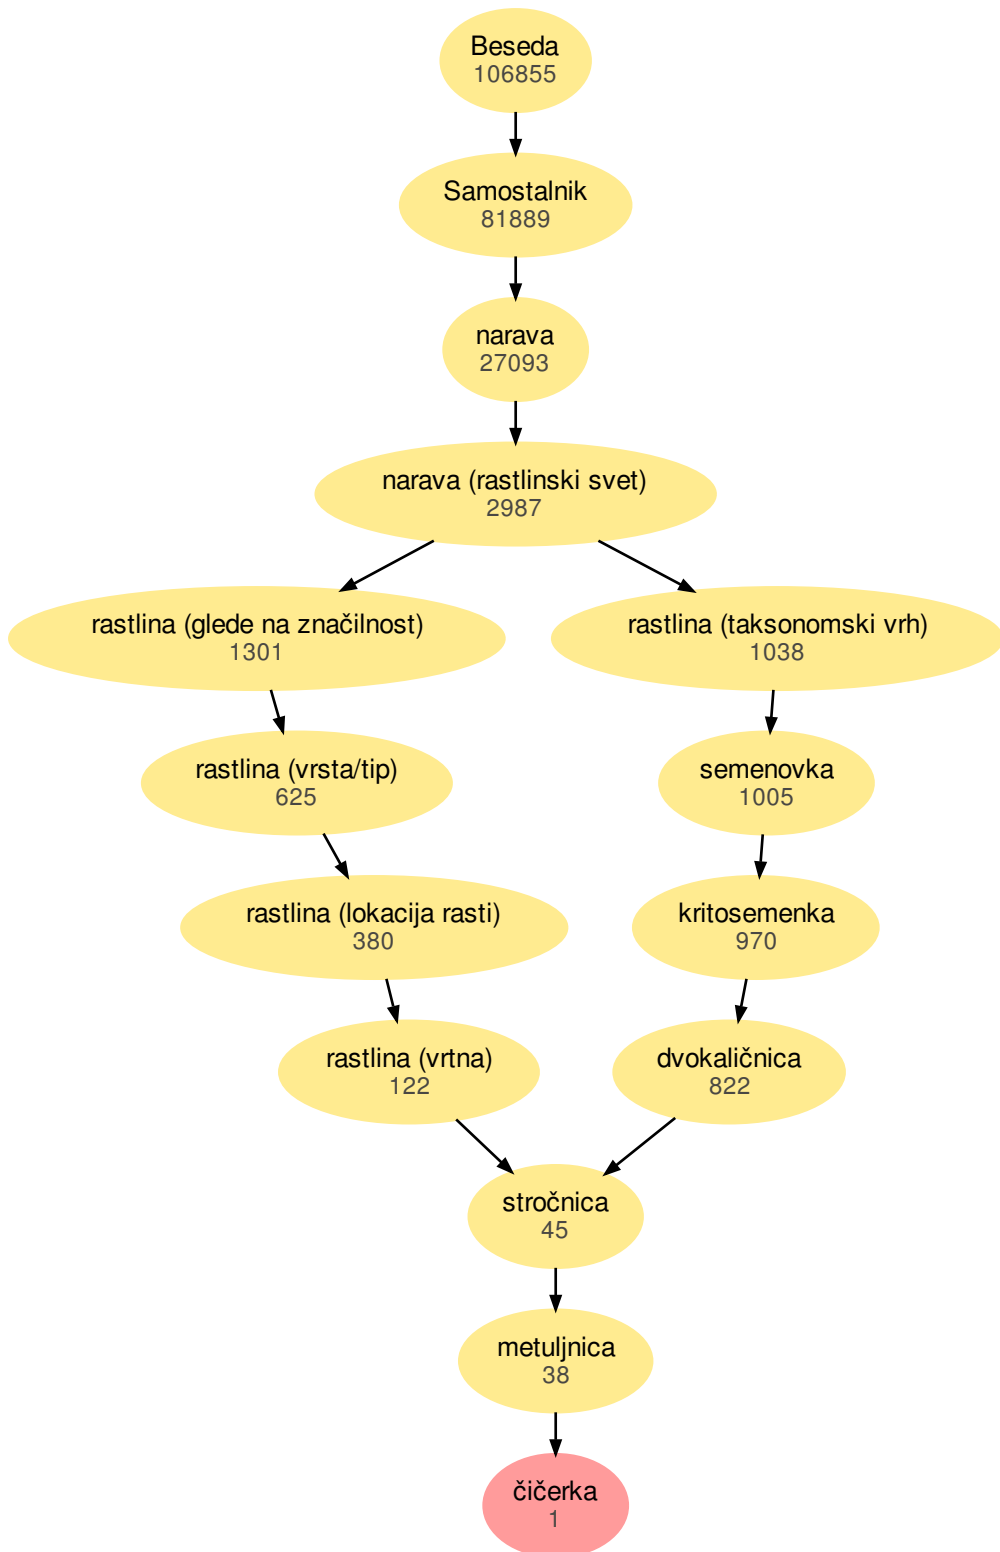 Beseda
106855
Samostalnik
81889
narava
27093
narava (rastlinski svet)
2987
rastlina (glede na značilnost)
1301
rastlina (taksonomski vrh)
1038
rastlina (vrsta/tip)
625
semenovka
1005
rastlina (lokacija rasti)
380
kritosemenka
970
rastlina (vrtna)
122
dvokaličnica
822
stročnica
45
metuljnica
38
čičerka
1